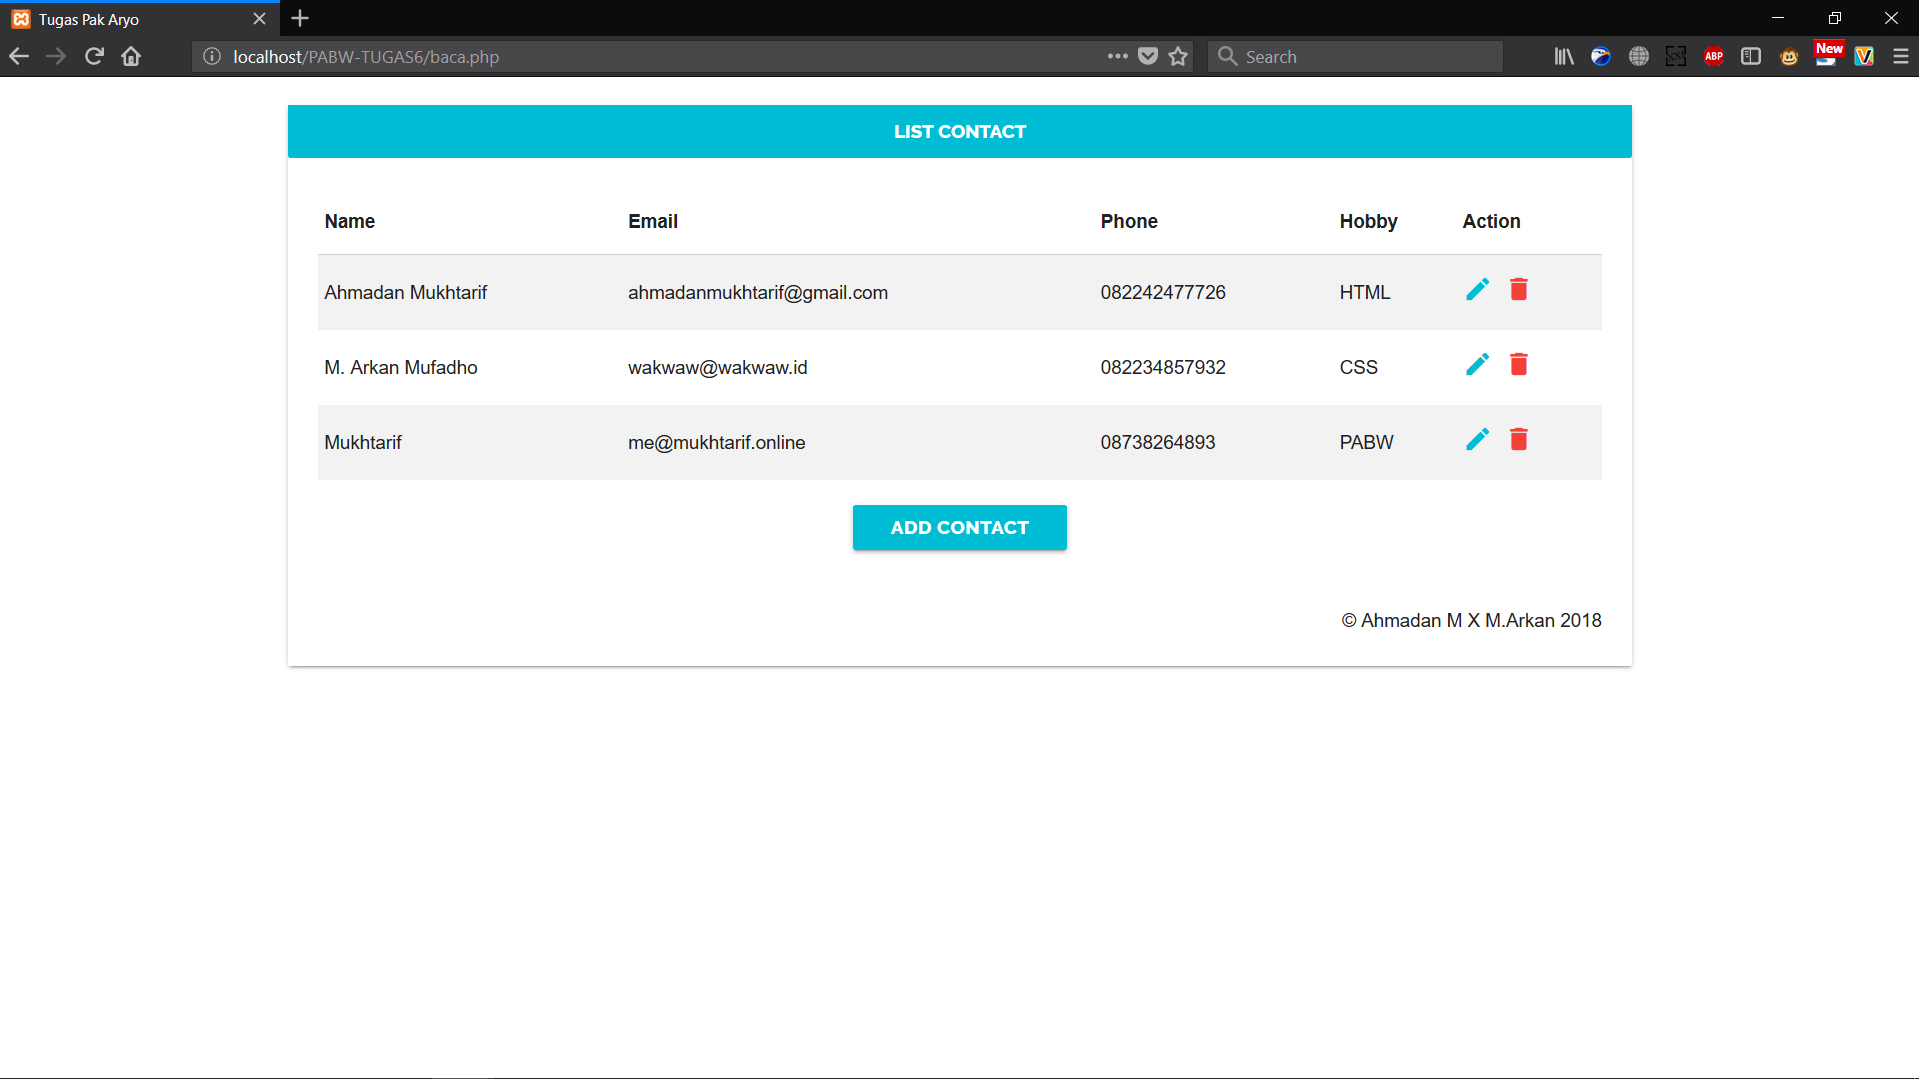 Tugas Pak Aryo
localhost/PABW-TUGAS6/baca.php
Search
ABP
New
LIST CONTACT
Name Email Phone Hobby Action
Ahmadan Mukhtarif ahmadanmukhtarif@gmail.com 082242477726 HTML
M. Arkan Mufadho wakwaw@wakwaw.id 082234857932 CSS
Mukhtarif me@mukhtarif.online 08738264893 PABW
ADD CONTACT
© Ahmadan M X M.Arkan 2018